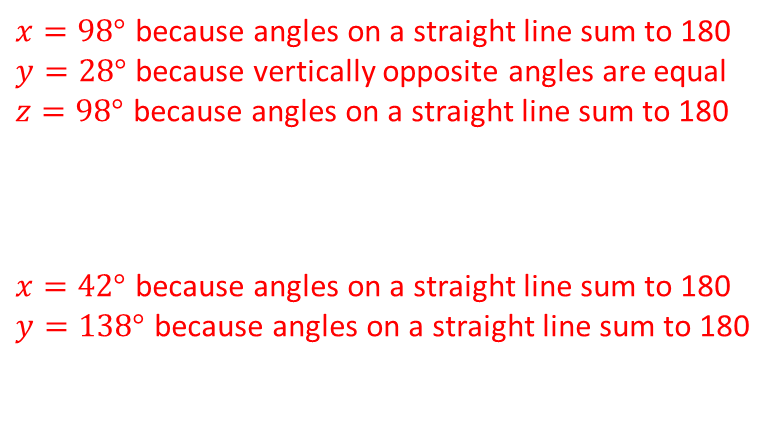 x = 98° because angles on a straight line sum to 180
y = 28° because vertically opposite angles are equal
z = 98° because angles on a straight line sum to 180
x = 42° because angles on a straight line sum to 180
y = 138° because angles on a straight line sum to 180